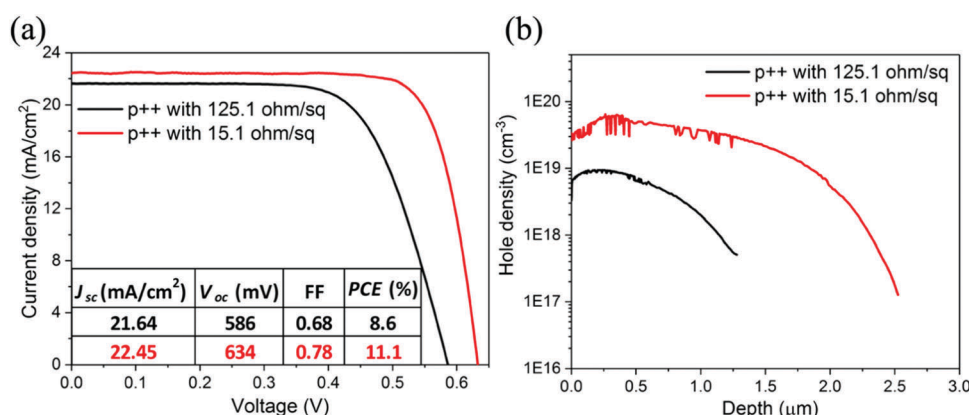 (a)
24
20
16
12
8
4
0
Current density (mA/cm²)
p++ with 125.1 ohm/sq
p++ with 15.1 ohm/sq
J sc (mA/cm²) V oc (mV) FF PCE (%)
21.64 586 0.68 8.6
22.45 634 0.78 11.1
0.0 0.1 0.2 0.3 0.4 0.5 0.6
Voltage (V)
(b)
p++ with 125.1 ohm/sq
p++ with 15.1 ohm/sq
1E20
1E19
1E18
1E17
1E16
Hole density (cm⁻³)
0.0 0.5 1.0 1.5 2.0 2.5 3.0
Depth (μm)